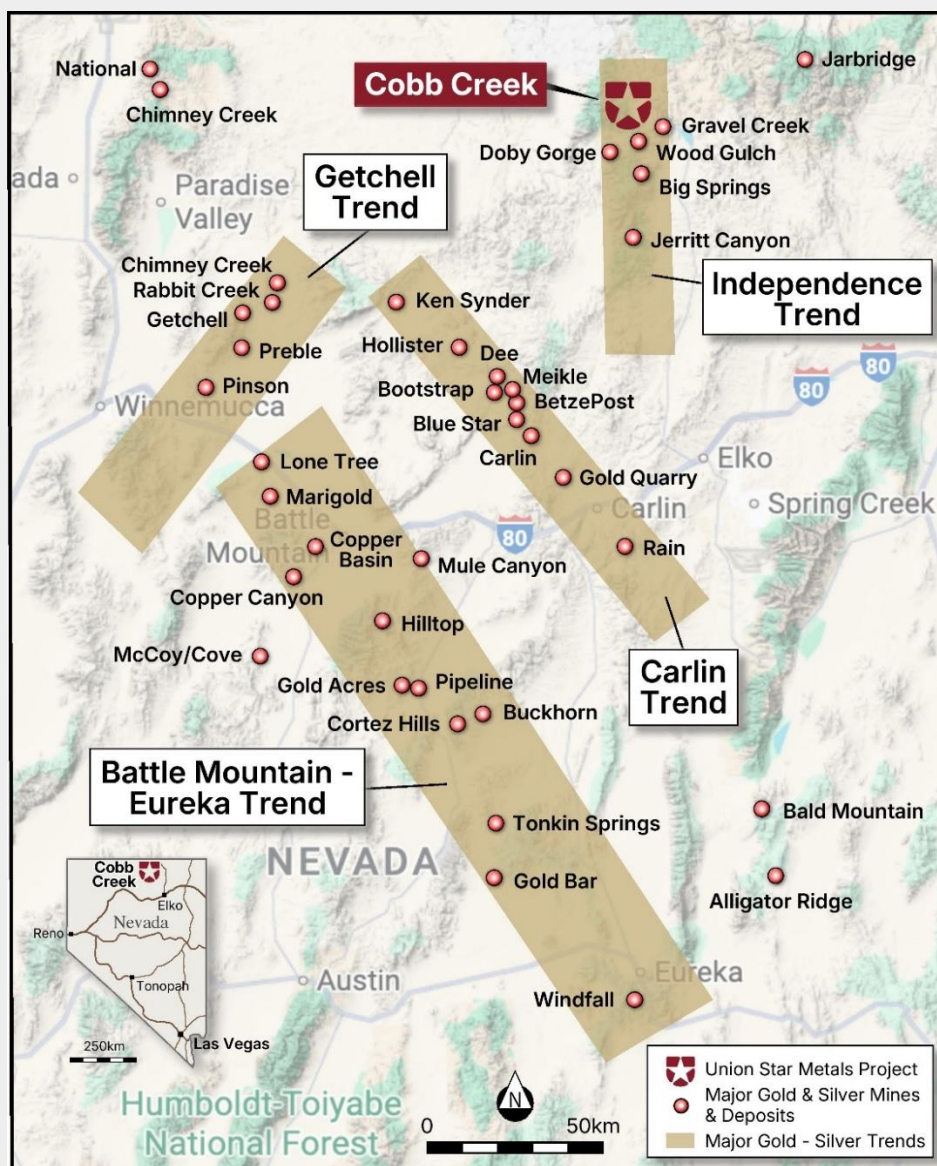 National
Chimney Creek
Cobb Creek
Jarbridge
Gravel Creek
Doby Gorge
Wood Gulch
Big Springs
Jerritt Canyon
Independence
Trend
ada
Paradise
Valley
Getchell
Trend
Chimney Creek
Rabbit Creek
Getchell
Preble
Pinson
Winnemucca
Ken Synder
Hollister
Dee
Meikle
Bootstrap
BetzePost
Blue Star
Carlin
80
80
Elko
Gold Quarry
Carlin
Spring Creek
Rain
Carlin
Trend
Lone Tree
Marigold
Battle
Mountain
Copper
Basin
80
Mule Canyon
Copper Canyon
Hilltop
McCoy/Cove
Gold Acres
Pipeline
Buckhorn
Cortez Hills
Battle Mountain -
Eureka Trend
Tonkin Springs
NEVADA
Gold Bar
Bald Mountain
Alligator Ridge
Austin
Eureka
Windfall
Cobb
Creek
Elko
Nevada
Reno
Tonopah
Las Vegas
250km
Humboldt-Toiyabe
National Forest
N
0 50km
Union Star Metals Project
Major Gold & Silver Mines
& Deposits
Major Gold - Silver Trends